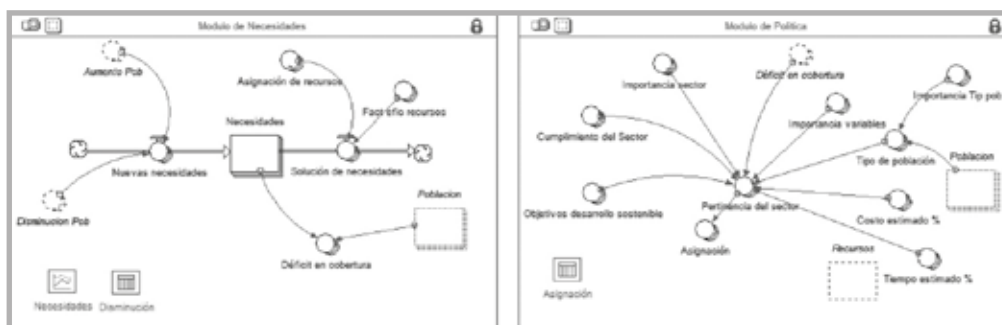 Modulo de Necesidades
Aumento Pob
Asignación de recursos
Fact sfio recursos
Necesidades
Nuevas necesidades
Solución de necesidades
Disminucion Pob
Poblacion
Déficit en cobertura
Necesidades
Disminución
Modulo de Politica
Déficit en cobertura
Importancia sector
Importancia Tip pob
Cumplimiento del Sector
Importancia variables
Tipo de población
Poblacion
Objetivos desarrollo sostenible
Pertinencia del sector
Costo estimado %
Asignación
Recursos
Tiempo estimado %
Asignación